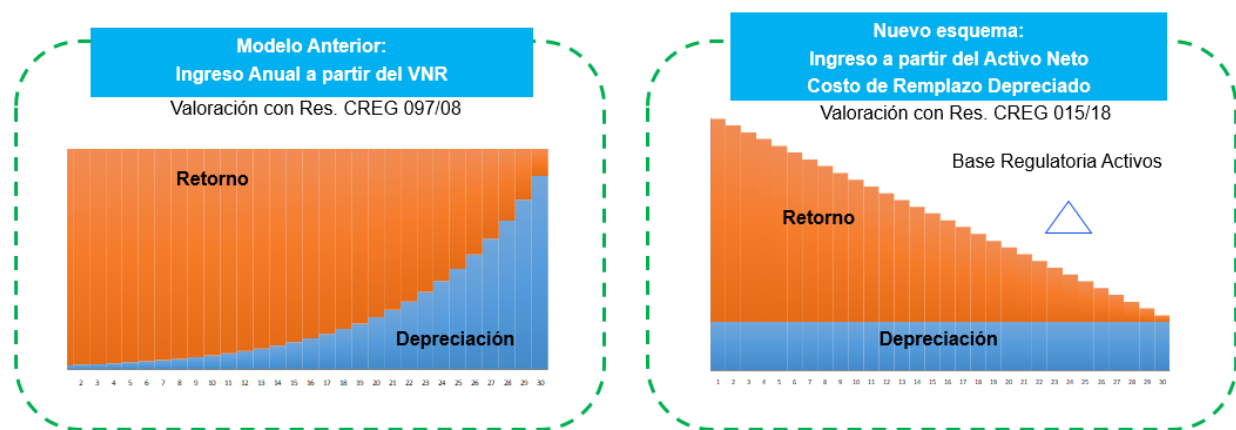 Modelo Anterior:
Ingreso Anual a partir del VNR
Valoración con Res. CREG 097/08
Retorno
Depreciación
2 3 4 5 6 7 8 9 10 11 12 13 14 15 16 17 18 19 20 21 22 23 24 25 26 27 28 29 30
Nuevo esquema:
Ingreso a partir del Activo Neto
Costo de Remplazo Depreciado
Valoración con Res. CREG 015/18
Base Regulatoria Activos
Retorno
Depreciación
1 2 3 4 5 6 7 8 9 10 11 12 13 14 15 16 17 18 19 20 21 22 23 24 25 26 27 28 29 30